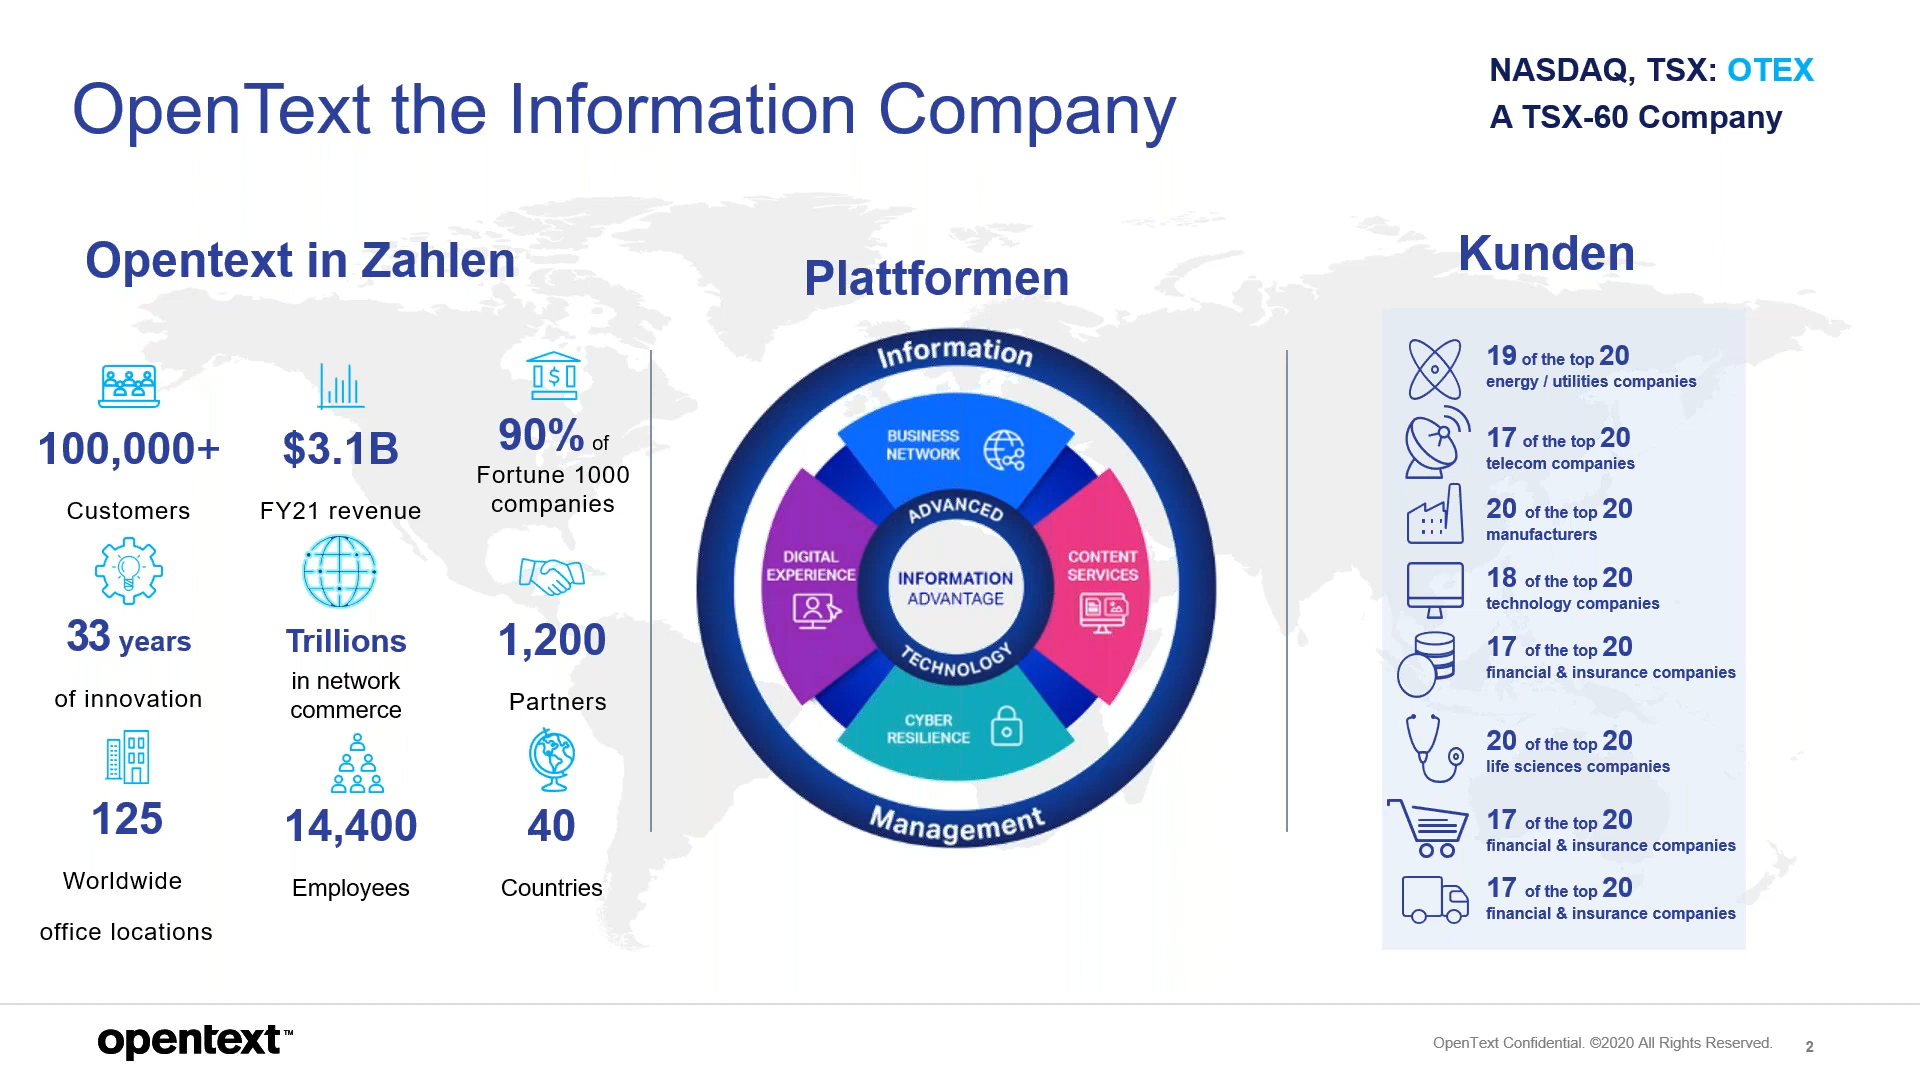 OpenText the Information Company
NASDAQ, TSX: OTEX
A TSX-60 Company
Opentext in Zahlen
100,000+
Customers
$3.1B
FY21 revenue
90% of
Fortune 1000
companies
33 years
of innovation
Trillions
in network
commerce
1,200
Partners
125
Worldwide
office locations
14,400
Employees
40
Countries
Plattformen
Information
BUSINESS
NETWORK
ADVANCED
DIGITAL
EXPERIENCE
INFORMATION
ADVANTAGE
CONTENT
SERVICES
TECHNOLOGY
CYBER
RESILIENCE
Management
Kunden
19 of the top 20
energy / utilities companies
17 of the top 20
telecom companies
20 of the top 20
manufacturers
18 of the top 20
technology companies
17 of the top 20
financial & insurance companies
20 of the top 20
life sciences companies
17 of the top 20
financial & insurance companies
17 of the top 20
financial & insurance companies
opentext™
OpenText Confidential. ©2020 All Rights Reserved. 2